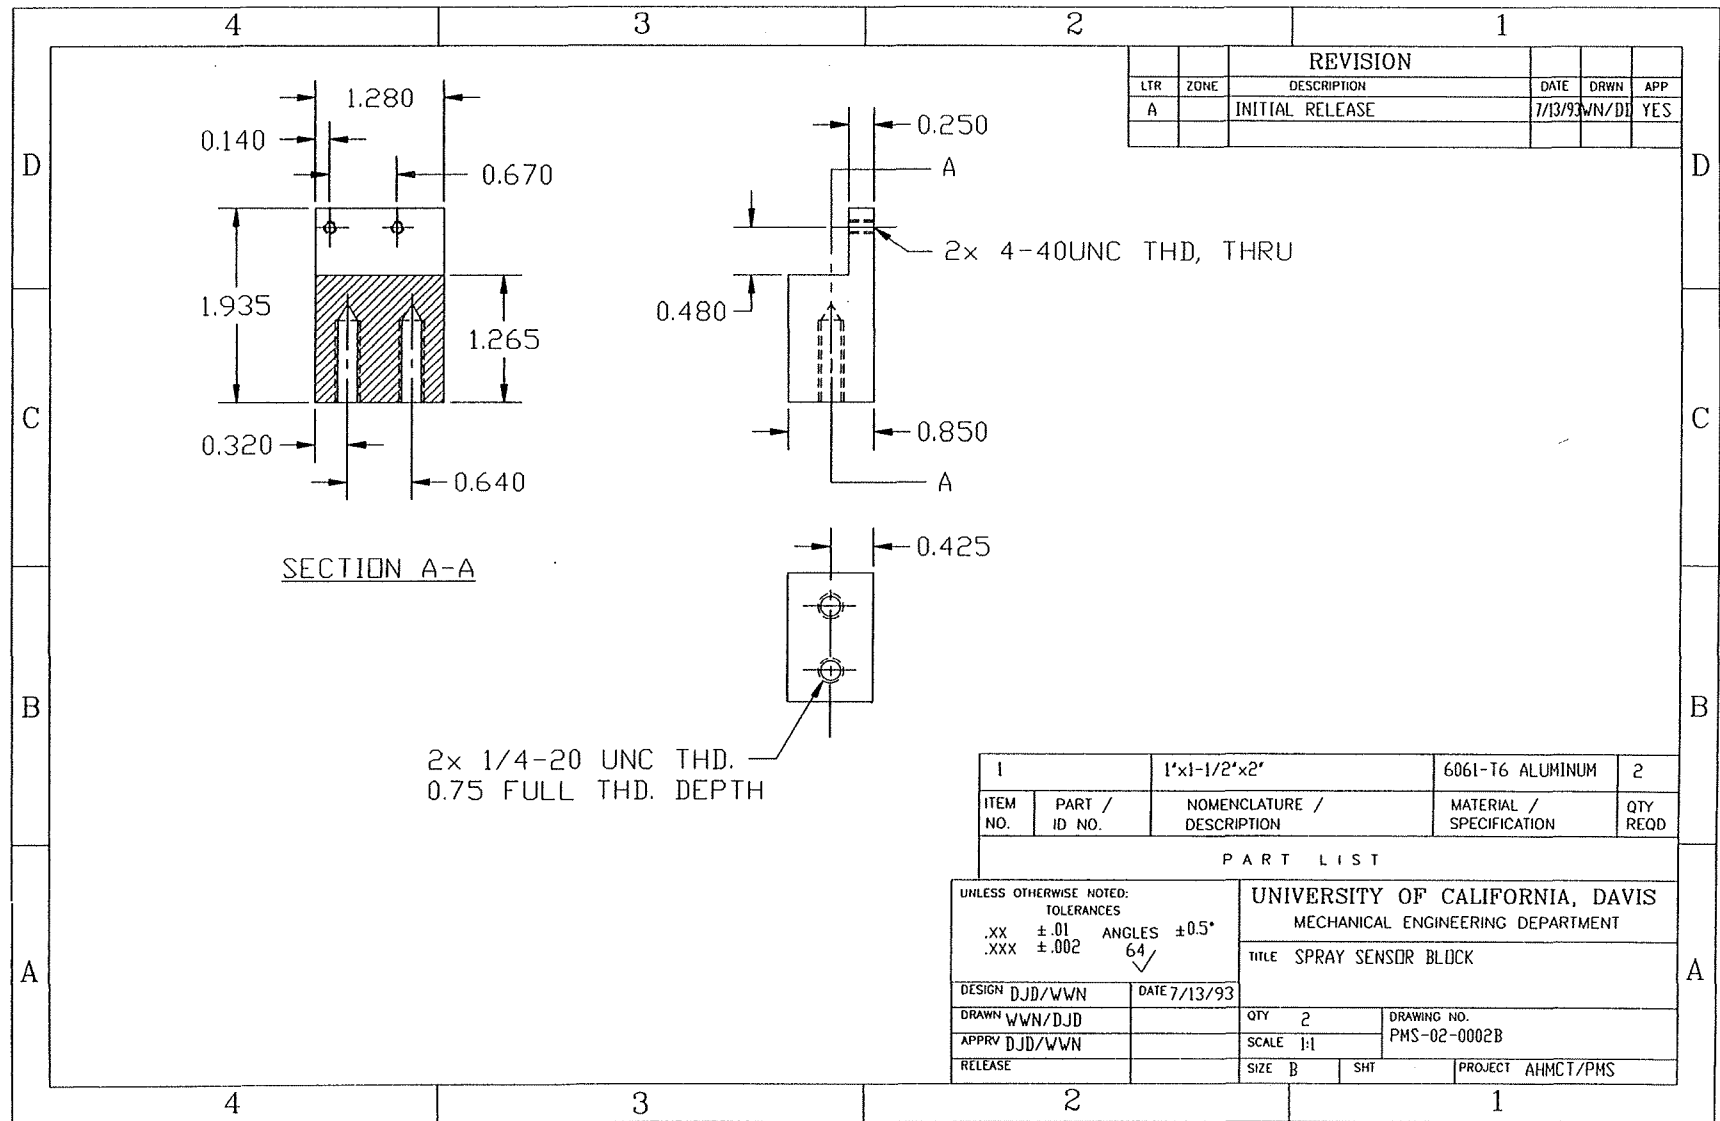 4 3 2 1
REVISION
LTR ZONE DESCRIPTION DATE DRWN APP
A INITIAL RELEASE 7/13/93 WN/DD YES
D D
1.280
0.140
0.670
1.935
1.265
0.320
0.640
SECTION A-A
0.250
A
2x 4-40UNC THD, THRU
0.480
0.850
A
C C
0.425
2x 1/4-20 UNC THD.
0.75 FULL THD. DEPTH
B B
1 1"x1-1/2"x2" 6061-T6 ALUMINUM 2
ITEM NO. PART / ID NO. NOMENCLATURE / DESCRIPTION MATERIAL / SPECIFICATION QTY REQD
PART LIST
UNLESS OTHERWISE NOTED:
TOLERANCES
.XX ±.01 ANGLES ±0.5°
.XXX ±.002 64
UNIVERSITY OF CALIFORNIA, DAVIS
MECHANICAL ENGINEERING DEPARTMENT
TITLE SPRAY SENSOR BLOCK
A A
DESIGN DJD/WWN DATE 7/13/93
DRAWN WWN/DJD
APPRV DJD/WWN
RELEASE
QTY 2
SCALE 1:1
DRAWING NO.
PMS-02-0002B
SIZE B SHT PROJECT AHMCT/PMS
4 3 2 1